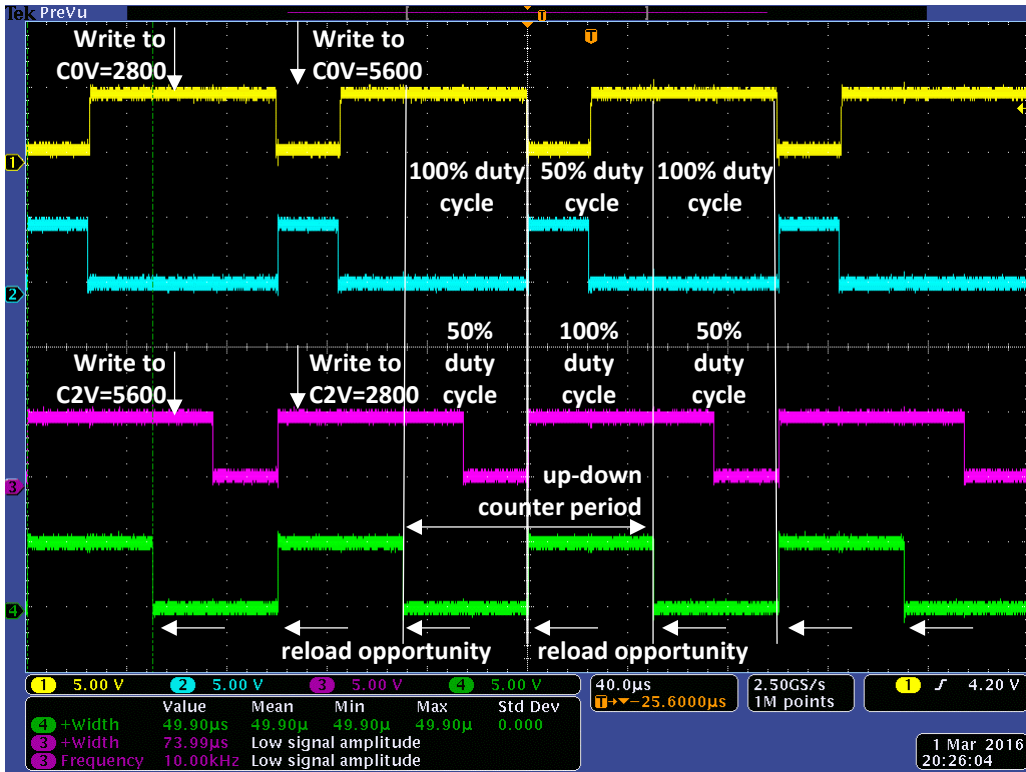 Tek PreVu
T
T
Write to
C0V=2800
Write to
C0V=5600
1
100% duty
cycle
50% duty
cycle
100% duty
cycle
2
50%
duty
cycle
100%
duty
cycle
50%
duty
cycle
Write to
C2V=5600
Write to
C2V=2800
3
up-down
counter period
4
reload opportunity
reload opportunity
1 5.00 V 2 5.00 V 3 5.00 V 4 5.00 V
40.0µs
T→▼−25.6000µs
2.50GS/s
1M points
1 ∫ 4.20 V
Value Mean Min Max Std Dev
4 +Width 49.90µs 49.90µ 49.90µ 49.90µ 0.000
3 +Width 73.99µs Low signal amplitude
3 Frequency 10.00kHz Low signal amplitude
1 Mar 2016
20:26:04